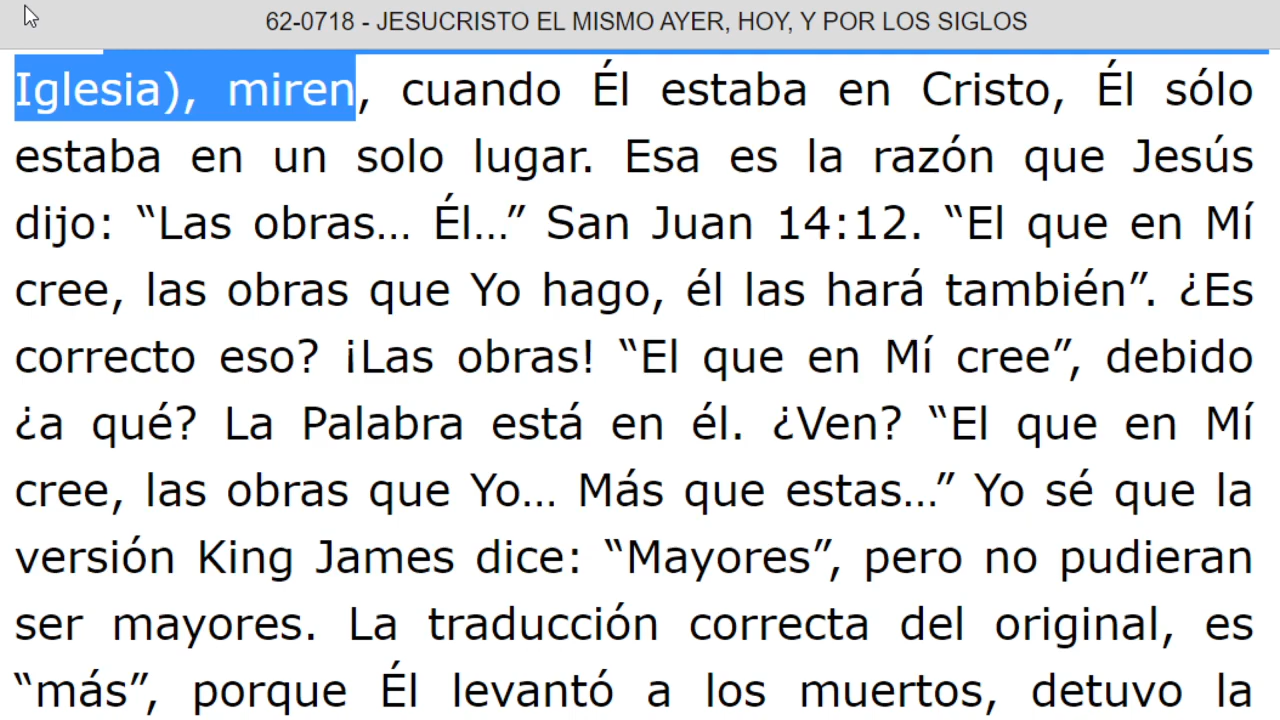 62-0718 - JESUCRISTO EL MISMO AYER, HOY, Y POR LOS SIGLOS
Iglesia), miren, cuando Él estaba en Cristo, Él sólo
estaba en un solo lugar. Esa es la razón que Jesús
dijo: “Las obras… Él…” San Juan 14:12. “El que en Mí
cree, las obras que Yo hago, él las hará también”. ¿Es
correcto eso? ¡Las obras! “El que en Mí cree”, debido
¿a qué? La Palabra está en él. ¿Ven? “El que en Mí
cree, las obras que Yo… Más que estas…” Yo sé que la
versión King James dice: “Mayores”, pero no pudieran
ser mayores. La traducción correcta del original, es
“más”, porque Él levantó a los muertos, detuvo la